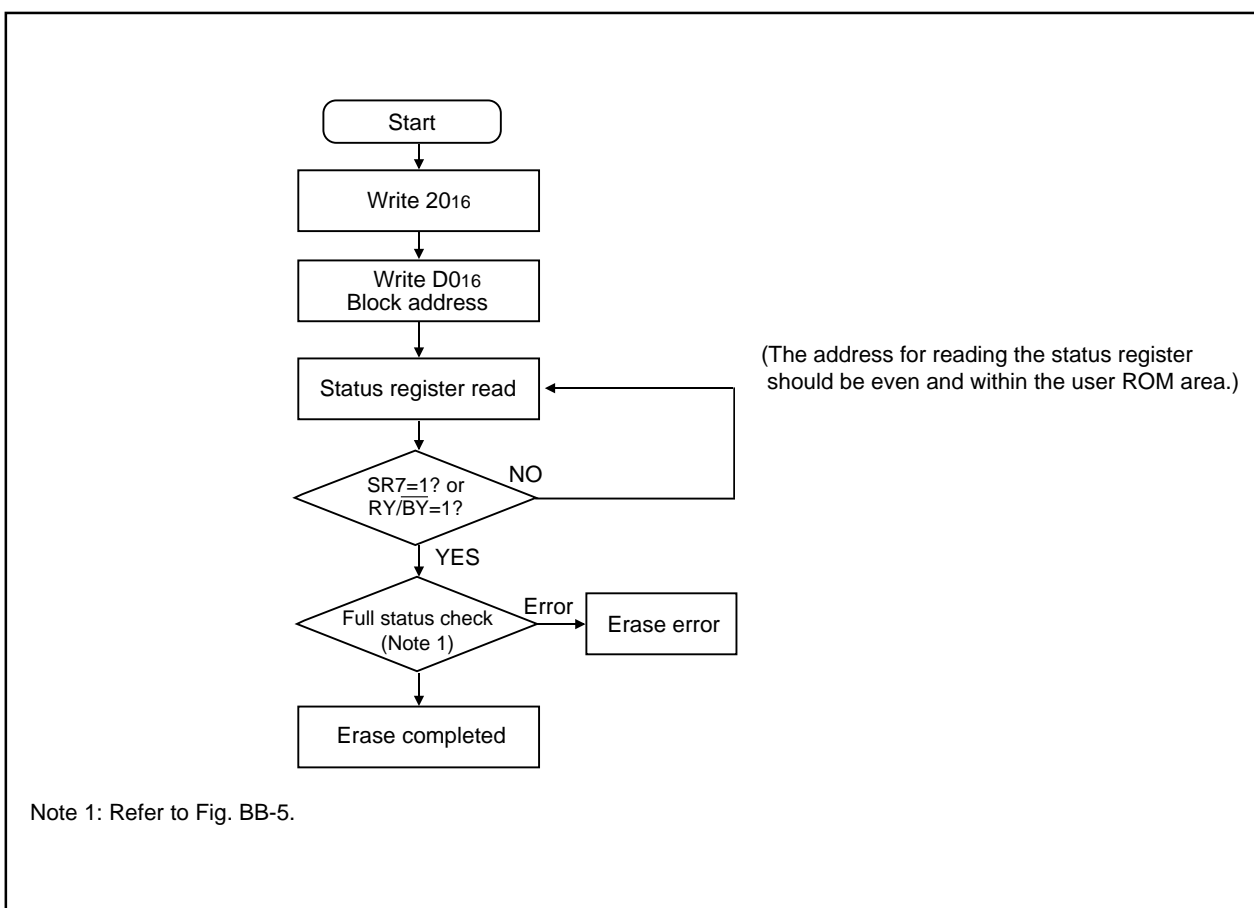 Start
Write 2016
Write D016
Block address
Status register read
(The address for reading the status register
should be even and within the user ROM area.)
SR7=1? or
RY/B̅Y̅=1?
NO
YES
Full status check
(Note 1)
Error
Erase error
Erase completed
Note 1: Refer to Fig. BB-5.